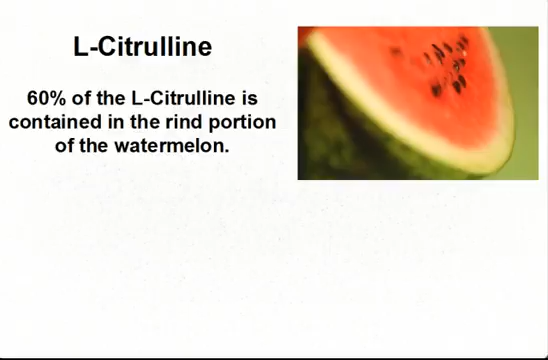 L-Citrulline
60% of the L-Citrulline is
contained in the rind portion
of the watermelon.